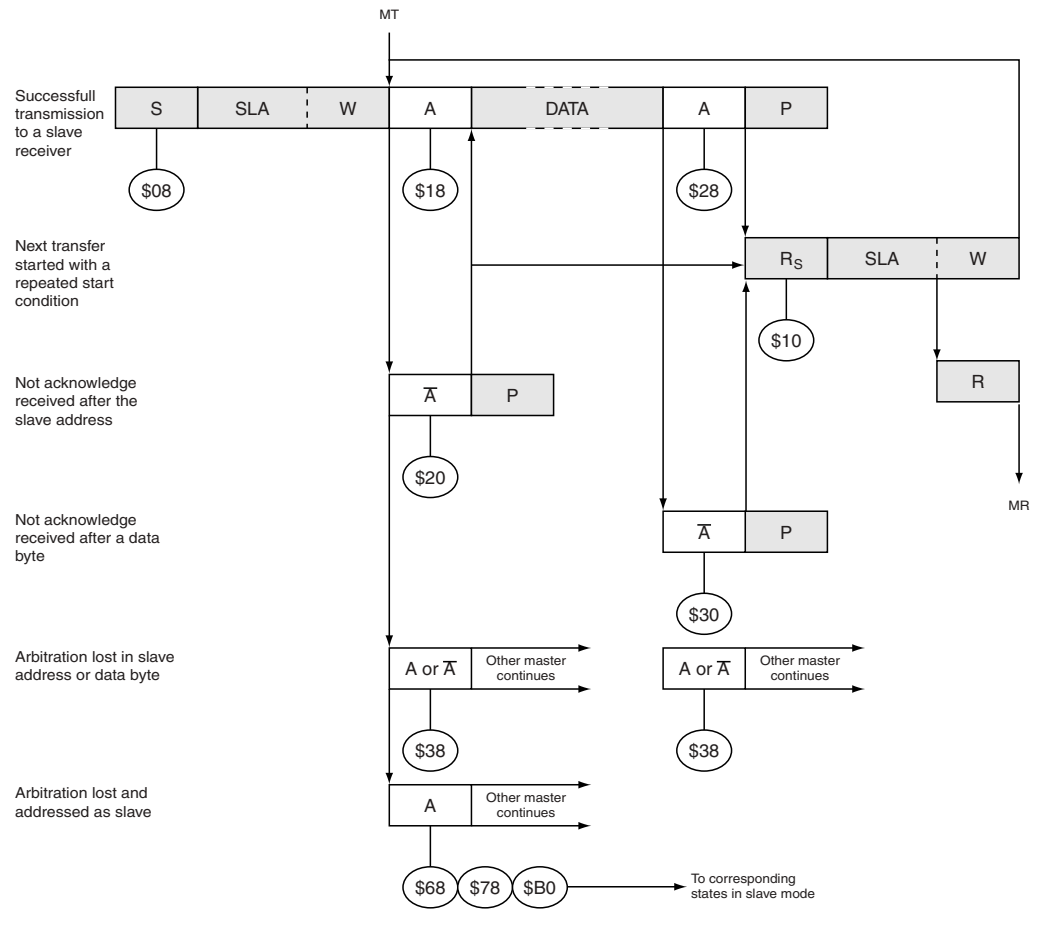 MT
Successfull
transmission
to a slave
receiver
S SLA W A DATA A P
$08 $18 $28
Next transfer
started with a
repeated start
condition
RS SLA W
$10
Not acknowledge
received after the
slave address
A̅ P
R
$20
MR
Not acknowledge
received after a data
byte
A̅ P
$30
Arbitration lost in slave
address or data byte
A or A̅ Other master
continues
A or A̅ Other master
continues
$38 $38
Arbitration lost and
addressed as slave
A Other master
continues
$68 $78 $B0
To corresponding
states in slave mode